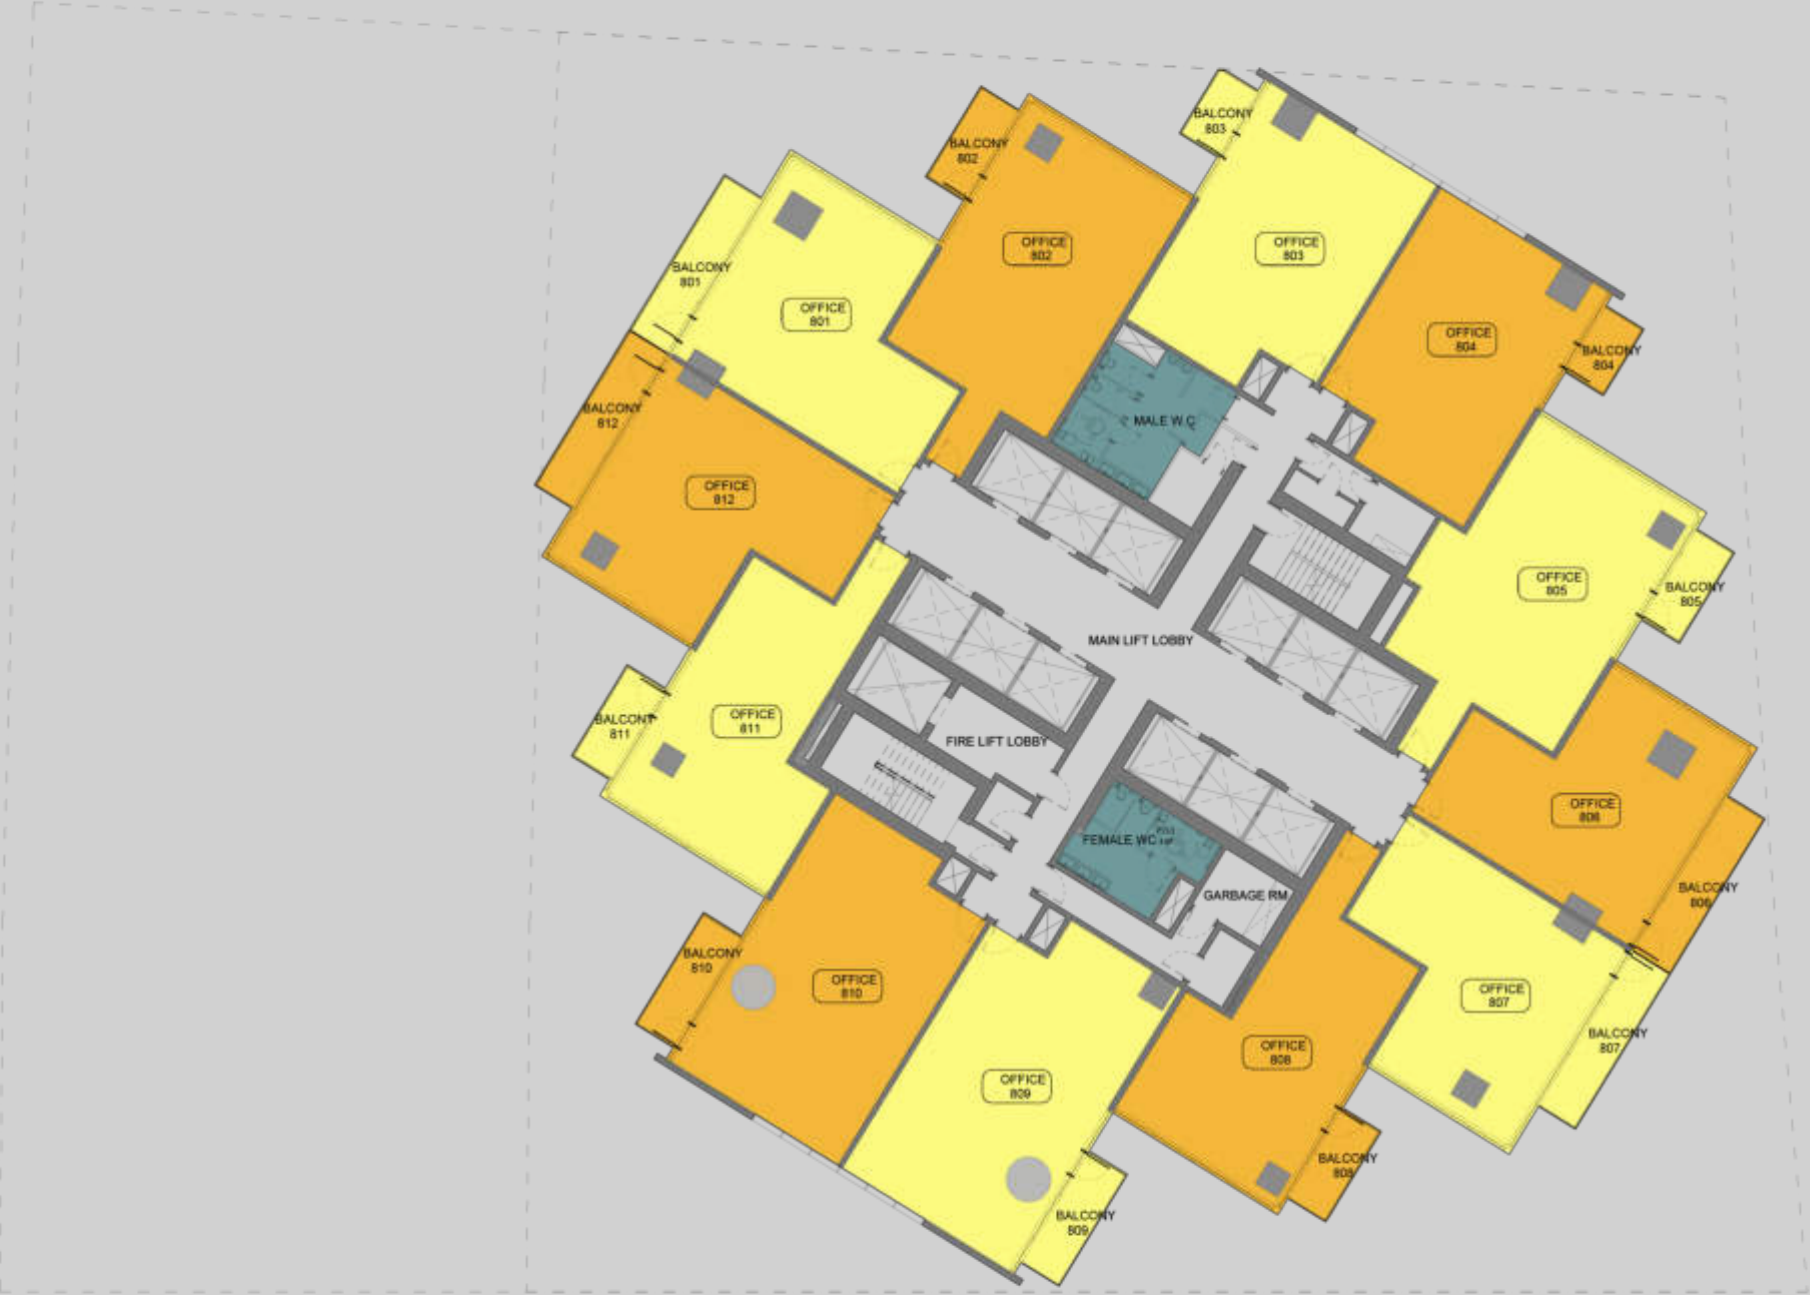 BALCONY
803
BALCONY
802
OFFICE
802
OFFICE
803
BALCONY
801
OFFICE
801
OFFICE
804
BALCONY
804
BALCONY
812
MALE W.C
OFFICE
812
OFFICE
805
BALCONY
805
MAIN LIFT LOBBY
OFFICE
811
BALCONY
811
FIRE LIFT LOBBY
OFFICE
806
FEMALE WC
BALCONY
806
GARBAGE RM
BALCONY
810
OFFICE
810
OFFICE
807
BALCONY
807
OFFICE
808
OFFICE
809
BALCONY
808
BALCONY
809